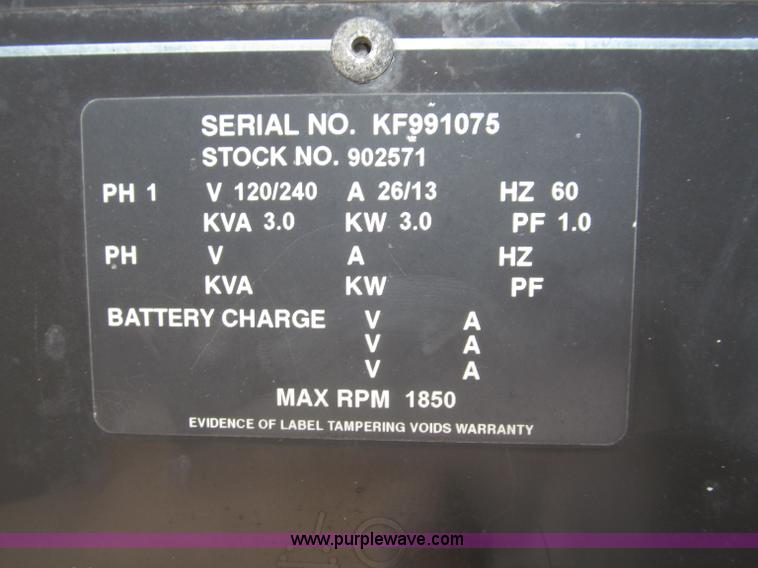 SERIAL NO. KF991075
STOCK NO. 902571
PH 1 V 120/240 A 26/13 HZ 60
KVA 3.0 KW 3.0 PF 1.0
PH V A HZ
KVA KW PF
BATTERY CHARGE V A
V A
V A
MAX RPM 1850
EVIDENCE OF LABEL TAMPERING VOIDS WARRANTY
www.purplewave.com